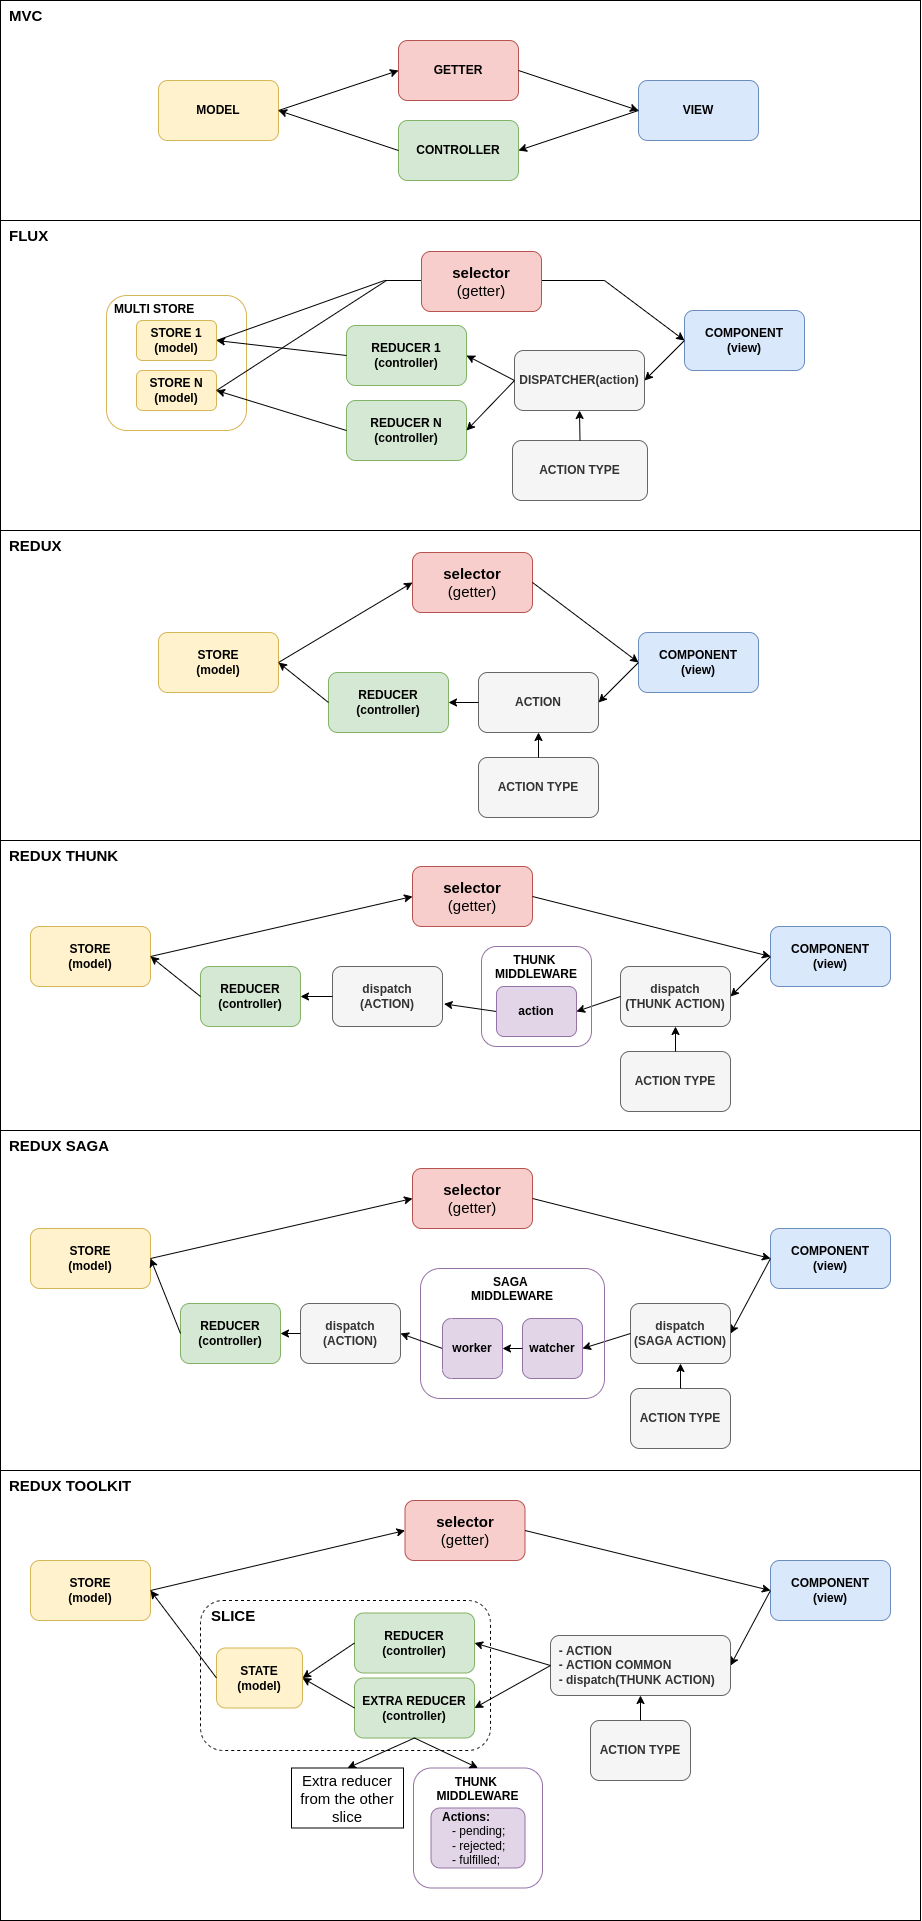 MVC
GETTER
MODEL
VIEW
CONTROLLER
FLUX
selector
(getter)
MULTI STORE
STORE 1
(model)
STORE N
(model)
REDUCER 1
(controller)
REDUCER N
(controller)
DISPATCHER(action)
COMPONENT
(view)
ACTION TYPE
REDUX
selector
(getter)
STORE
(model)
COMPONENT
(view)
REDUCER
(controller)
ACTION
ACTION TYPE
REDUX THUNK
selector
(getter)
STORE
(model)
COMPONENT
(view)
REDUCER
(controller)
dispatch
(ACTION)
THUNK
MIDDLEWARE
action
dispatch
(THUNK ACTION)
ACTION TYPE
REDUX SAGA
selector
(getter)
STORE
(model)
COMPONENT
(view)
REDUCER
(controller)
dispatch
(ACTION)
SAGA
MIDDLEWARE
worker
watcher
dispatch
(SAGA ACTION)
ACTION TYPE
REDUX TOOLKIT
selector
(getter)
STORE
(model)
COMPONENT
(view)
SLICE
STATE
(model)
REDUCER
(controller)
EXTRA REDUCER
(controller)
- ACTION
- ACTION COMMON
- dispatch(THUNK ACTION)
ACTION TYPE
Extra reducer
from the other
slice
THUNK
MIDDLEWARE
Actions:
- pending;
- rejected;
- fulfilled;